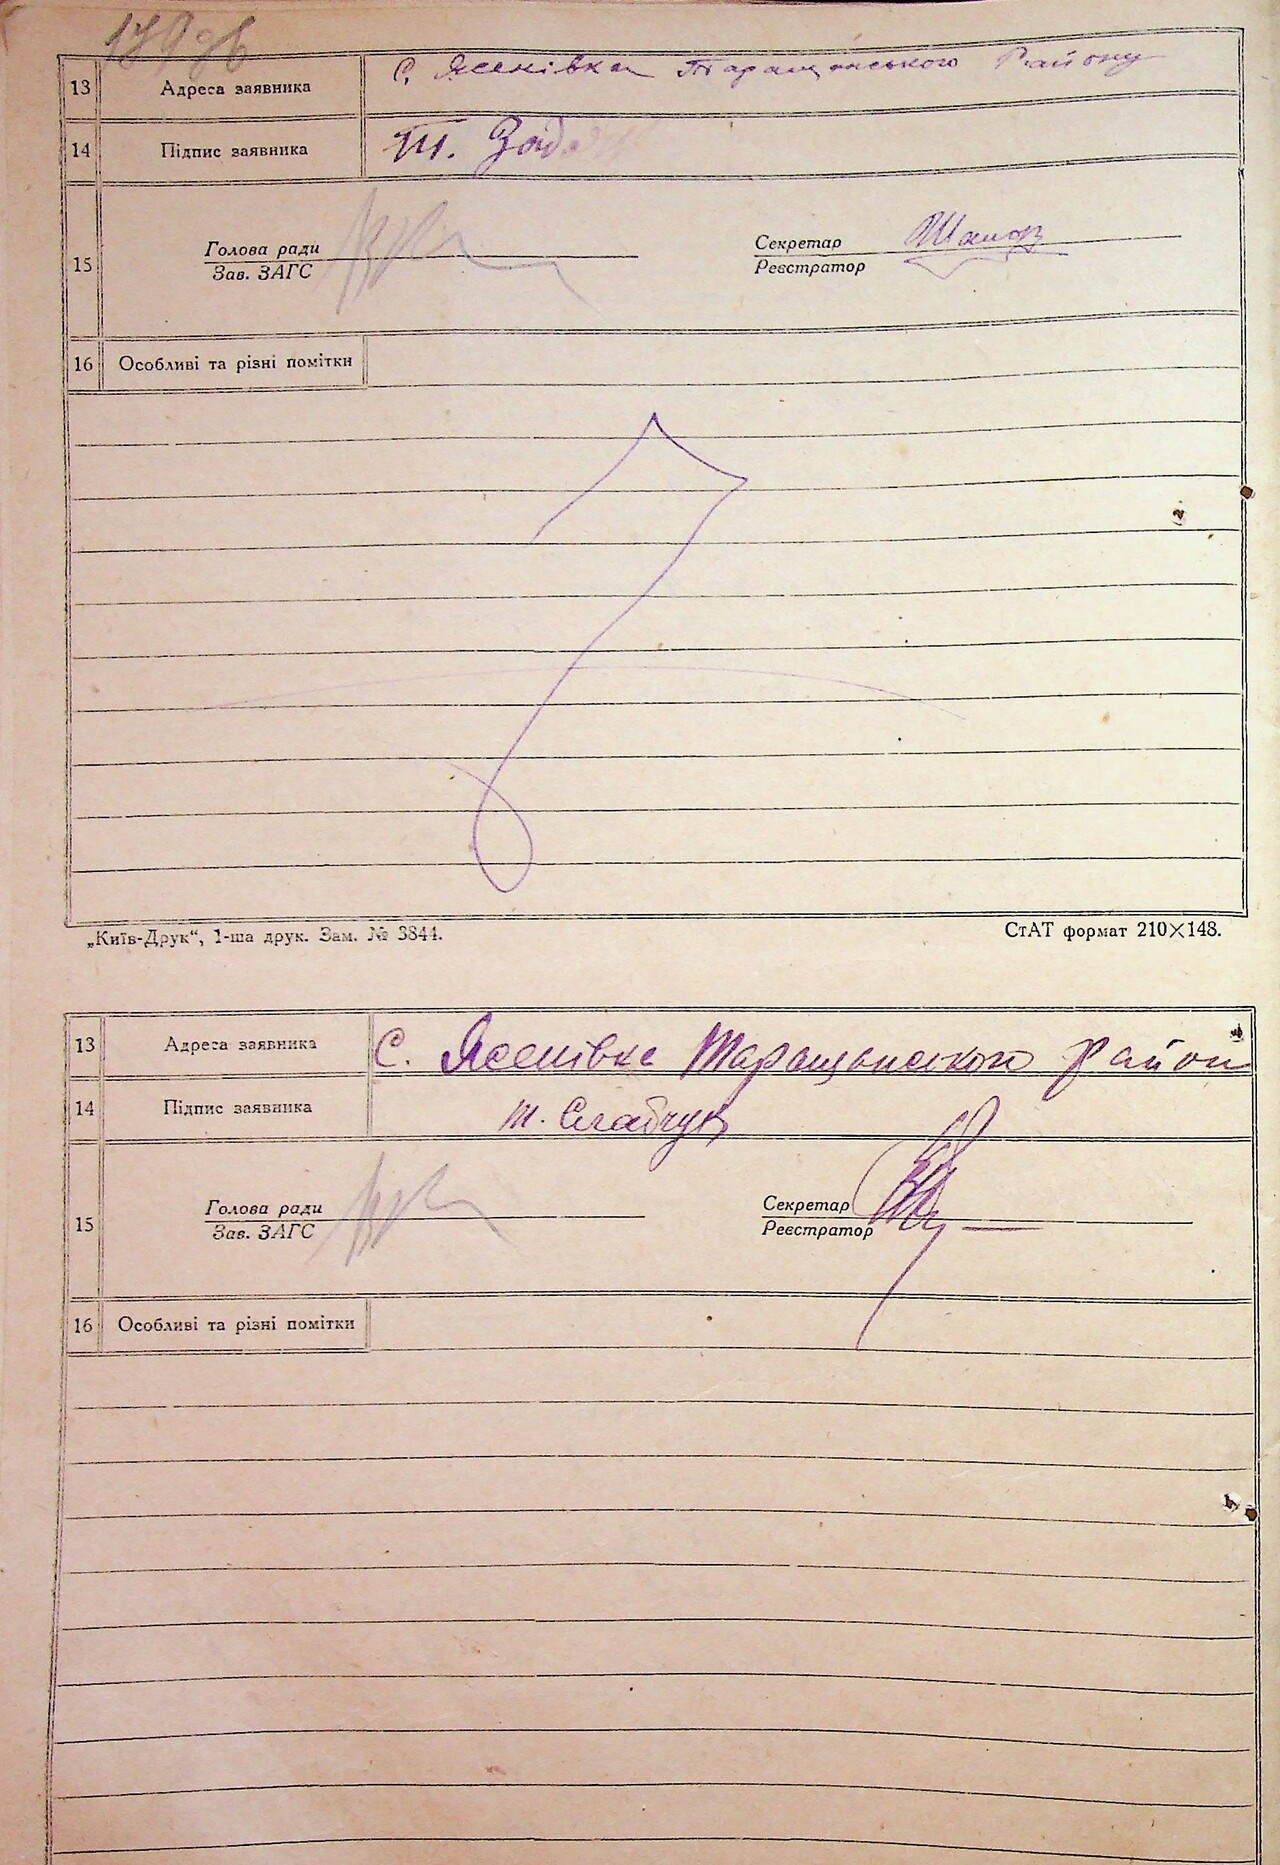 179зв
13 Адреса заявника С. Ясенівка Таращанського Району
14 Підпис заявника т.
Голова ради Секретар
15
Зав. ЗАГС Реєстратор
16 Особливі та різні помітки
„Київ-Друк“, 1-ша друк. Зам. № 3844. СтАТ формат 210×148.
13 Адреса заявника С. Ясенівка Таращанського район
14 Підпис заявника т. Слабчук
Голова ради Секретар
15
Зав. ЗАГС Реєстратор
16 Особливі та різні помітки